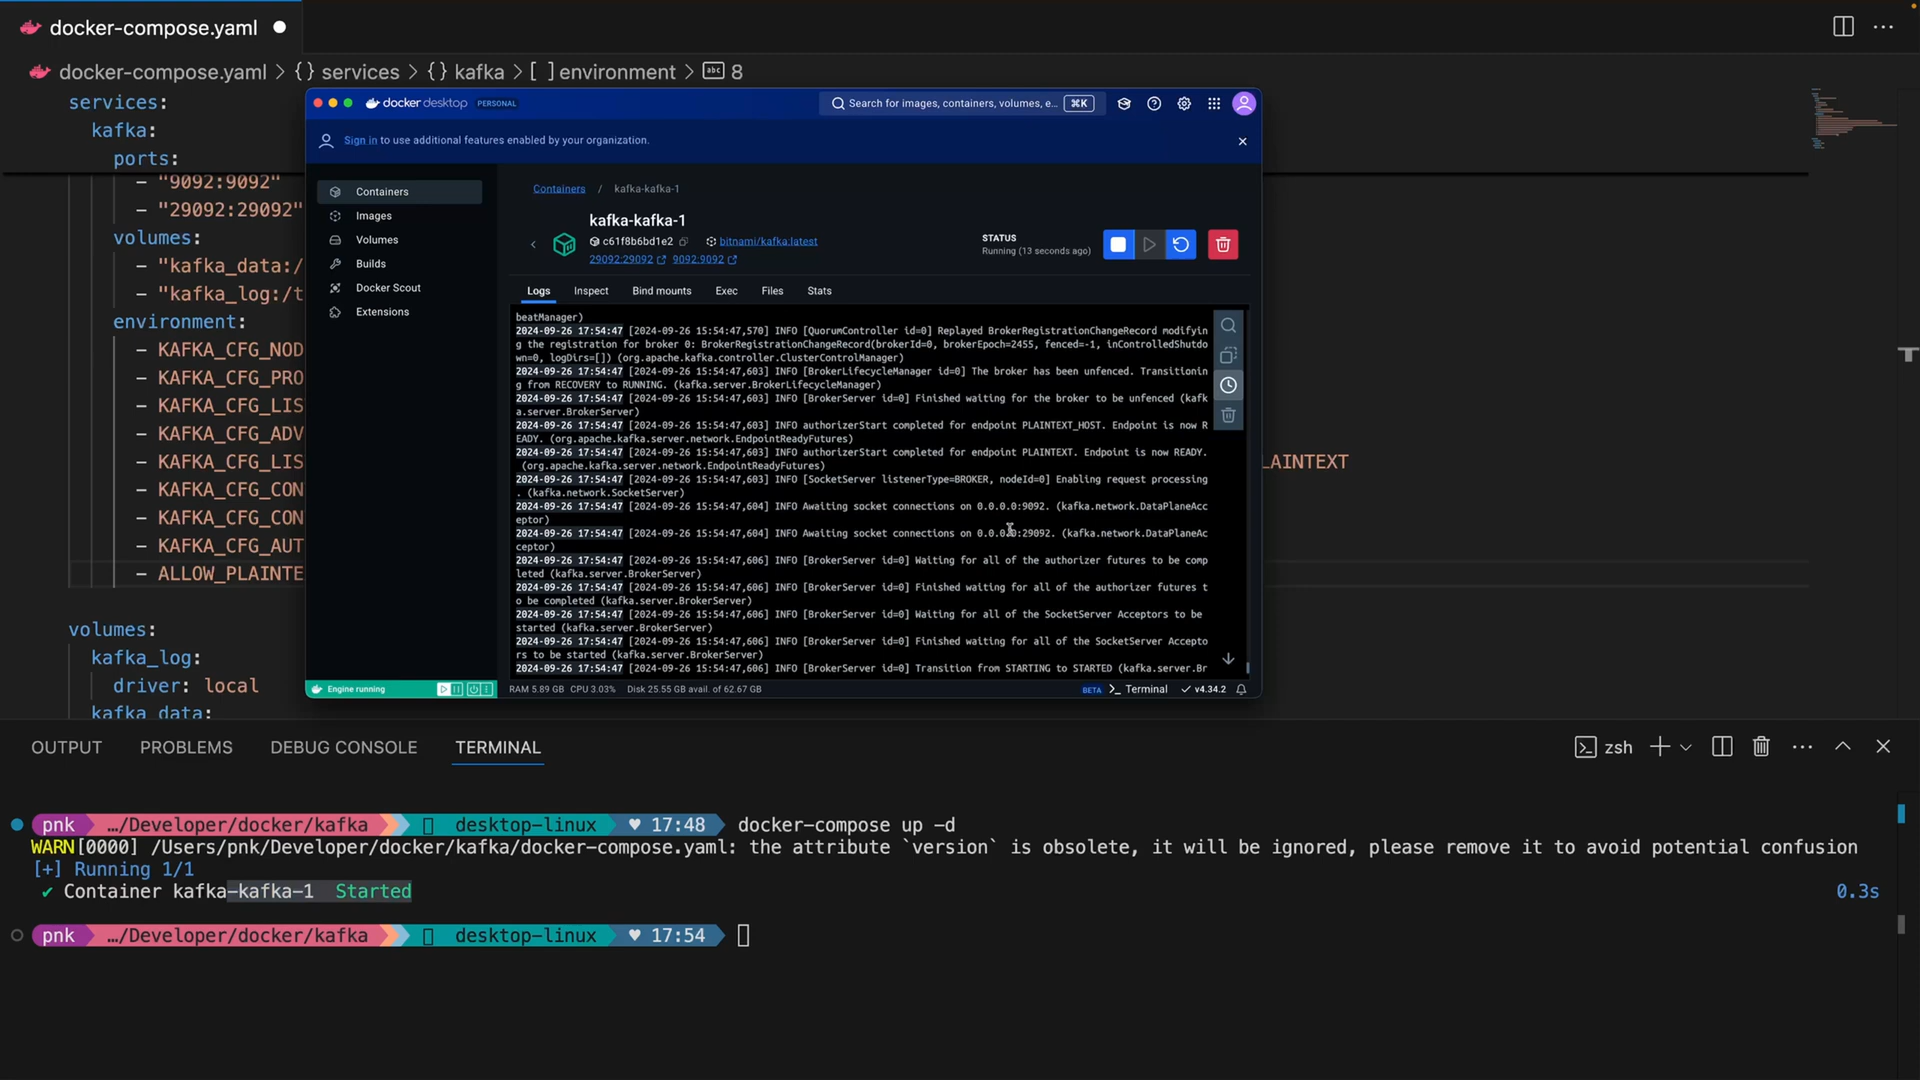 docker-compose.yaml
docker-compose.yaml > {} services > {} kafka > [ ] environment > abc 8
services:
kafka:
ports:
- "9092:9092"
- "29092:29092"
volumes:
- "kafka_data:/
- "kafka_log:/t
environment:
- KAFKA_CFG_NOD
- KAFKA_CFG_PRO
- KAFKA_CFG_LIS
- KAFKA_CFG_ADV
- KAFKA_CFG_LIS
LAINTEXT
- KAFKA_CFG_CON
- KAFKA_CFG_CON
- KAFKA_CFG_AUT
- ALLOW_PLAINTE
volumes:
kafka_log:
driver: local
kafka_data:
docker desktop PERSONAL
Search for images, containers, volumes, e... ⌘K
Sign in to use additional features enabled by your organization.
Containers
Images
Volumes
Builds
Docker Scout
Extensions
Containers / kafka-kafka-1
kafka-kafka-1
c61f8b6bd1e2 bitnami/kafka:latest
29092:29092 9092:9092
STATUS
Running (13 seconds ago)
Logs Inspect Bind mounts Exec Files Stats
beatManager)
2024-09-26 17:54:47 [2024-09-26 15:54:47,570] INFO [QuorumController id=0] Replayed BrokerRegistrationChangeRecord modifyin
g the registration for broker 0: BrokerRegistrationChangeRecord(brokerId=0, brokerEpoch=2455, fenced=-1, inControlledShutdo
wn=0, logDirs=[]) (org.apache.kafka.controller.ClusterControlManager)
2024-09-26 17:54:47 [2024-09-26 15:54:47,603] INFO [BrokerLifecycleManager id=0] The broker has been unfenced. Transitionin
g from RECOVERY to RUNNING. (kafka.server.BrokerLifecycleManager)
2024-09-26 17:54:47 [2024-09-26 15:54:47,603] INFO [BrokerServer id=0] Finished waiting for the broker to be unfenced (kafk
a.server.BrokerServer)
2024-09-26 17:54:47 [2024-09-26 15:54:47,603] INFO authorizerStart completed for endpoint PLAINTEXT_HOST. Endpoint is now R
EADY. (org.apache.kafka.server.network.EndpointReadyFutures)
2024-09-26 17:54:47 [2024-09-26 15:54:47,603] INFO authorizerStart completed for endpoint PLAINTEXT. Endpoint is now READY.
(org.apache.kafka.server.network.EndpointReadyFutures)
2024-09-26 17:54:47 [2024-09-26 15:54:47,603] INFO [SocketServer listenerType=BROKER, nodeId=0] Enabling request processing
. (kafka.network.SocketServer)
2024-09-26 17:54:47 [2024-09-26 15:54:47,604] INFO Awaiting socket connections on 0.0.0.0:9092. (kafka.network.DataPlaneAcc
eptor)
2024-09-26 17:54:47 [2024-09-26 15:54:47,604] INFO Awaiting socket connections on 0.0.0.0:29092. (kafka.network.DataPlaneAc
ceptor)
2024-09-26 17:54:47 [2024-09-26 15:54:47,606] INFO [BrokerServer id=0] Waiting for all of the authorizer futures to be comp
leted (kafka.server.BrokerServer)
2024-09-26 17:54:47 [2024-09-26 15:54:47,606] INFO [BrokerServer id=0] Finished waiting for all of the authorizer futures t
o be completed (kafka.server.BrokerServer)
2024-09-26 17:54:47 [2024-09-26 15:54:47,606] INFO [BrokerServer id=0] Waiting for all of the SocketServer Acceptors to be
started (kafka.server.BrokerServer)
2024-09-26 17:54:47 [2024-09-26 15:54:47,606] INFO [BrokerServer id=0] Finished waiting for all of the SocketServer Accepto
rs to be started (kafka.server.BrokerServer)
2024-09-26 17:54:47 [2024-09-26 15:54:47,606] INFO [BrokerServer id=0] Transition from STARTING to STARTED (kafka.server.Br
Engine running
RAM 5.89 GB CPU 3.03% Disk 25.55 GB avail. of 62.67 GB
BETA >_ Terminal ✓ v4.34.2
OUTPUT PROBLEMS DEBUG CONSOLE TERMINAL
zsh
pnk …/Developer/docker/kafka desktop-linux ♥ 17:48 docker-compose up -d
WARN[0000] /Users/pnk/Developer/docker/kafka/docker-compose.yaml: the attribute `version` is obsolete, it will be ignored, please remove it to avoid potential confusion
[+] Running 1/1
✔ Container kafka-kafka-1 Started 0.3s
pnk …/Developer/docker/kafka desktop-linux ♥ 17:54